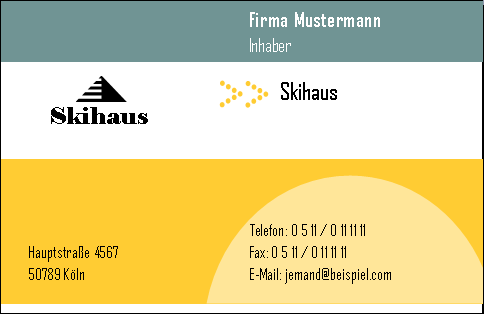 Firma Mustermann
Inhaber
Skihaus
Skihaus
Hauptstraße 4567
50789 Köln
Telefon: 0 5 11 / 0 11 11 11
Fax: 0 5 11 / 0 11 11 11
E-Mail: jemand@beispiel.com